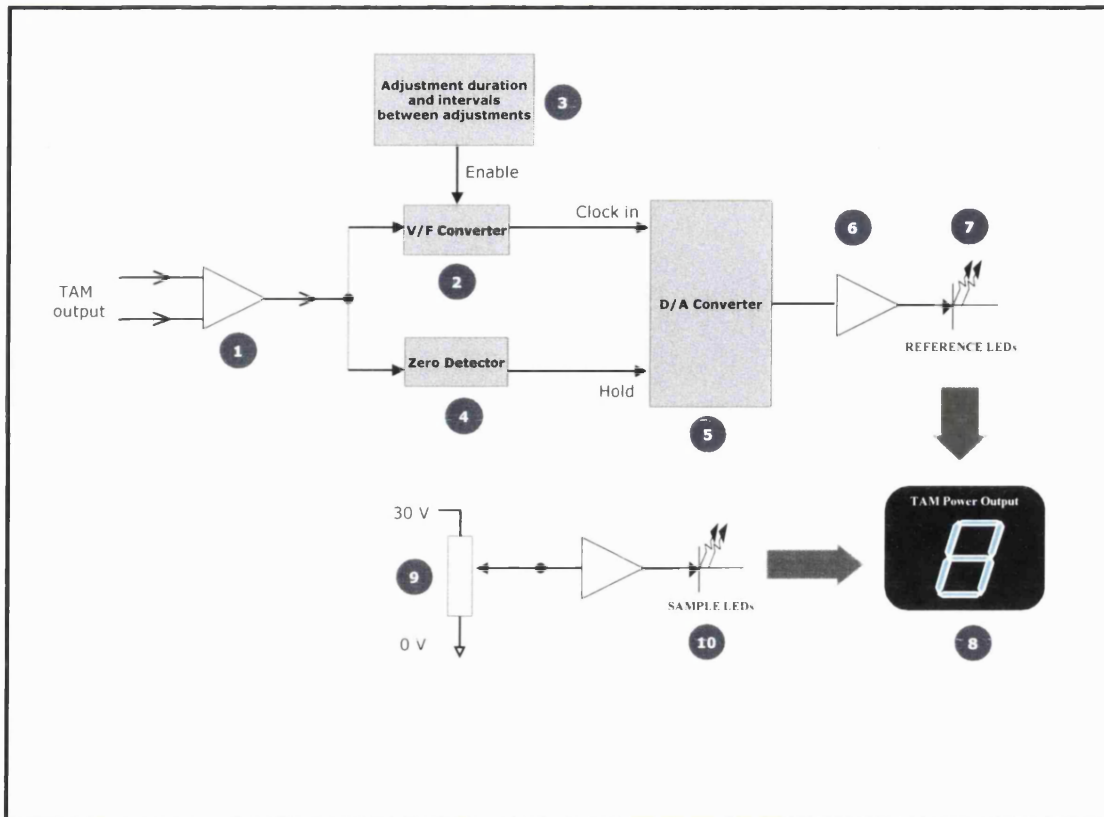 Adjustment duration
and intervals
between adjustments
3
Enable
V/F Converter
2
Clock in
6
7
TAM
output
1
D/A Converter
REFERENCE LEDs
Zero Detector
4
Hold
5
TAM Power Output
8
30 V
9
0 V
SAMPLE LEDs
10
8